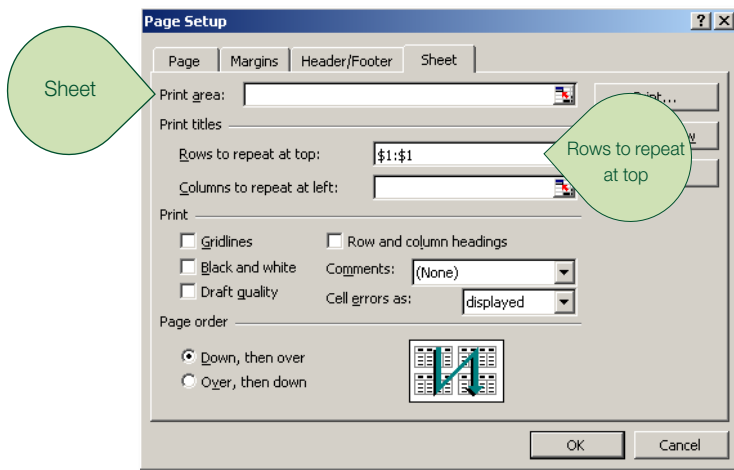 Page Setup
Page Margins Header/Footer Sheet
Sheet
Print area:
Print titles
Rows to repeat at top: $1:$1
Rows to repeat
at top
Columns to repeat at left:
Print
Gridlines Row and column headings
Black and white Comments: (None)
Draft quality Cell errors as: displayed
Page order
Down, then over
Over, then down
OK Cancel